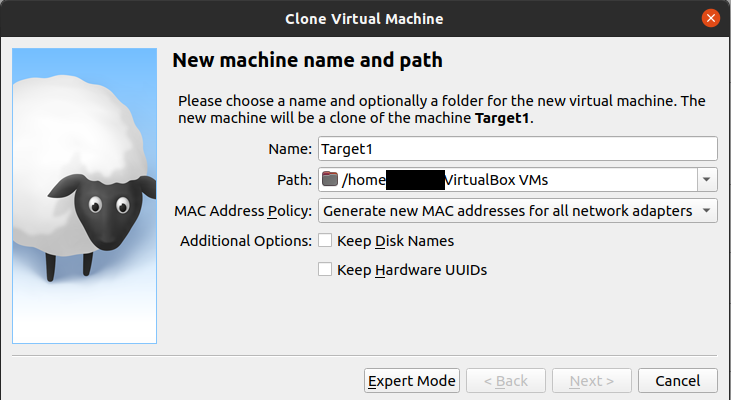 Clone Virtual Machine
New machine name and path
Please choose a name and optionally a folder for the new virtual machine. The
new machine will be a clone of the machine Target1.
Name: Target1
Path: /home VirtualBox VMs
MAC Address Policy: Generate new MAC addresses for all network adapters
Additional Options: Keep Disk Names
Keep Hardware UUIDs
Expert Mode < Back Next > Cancel